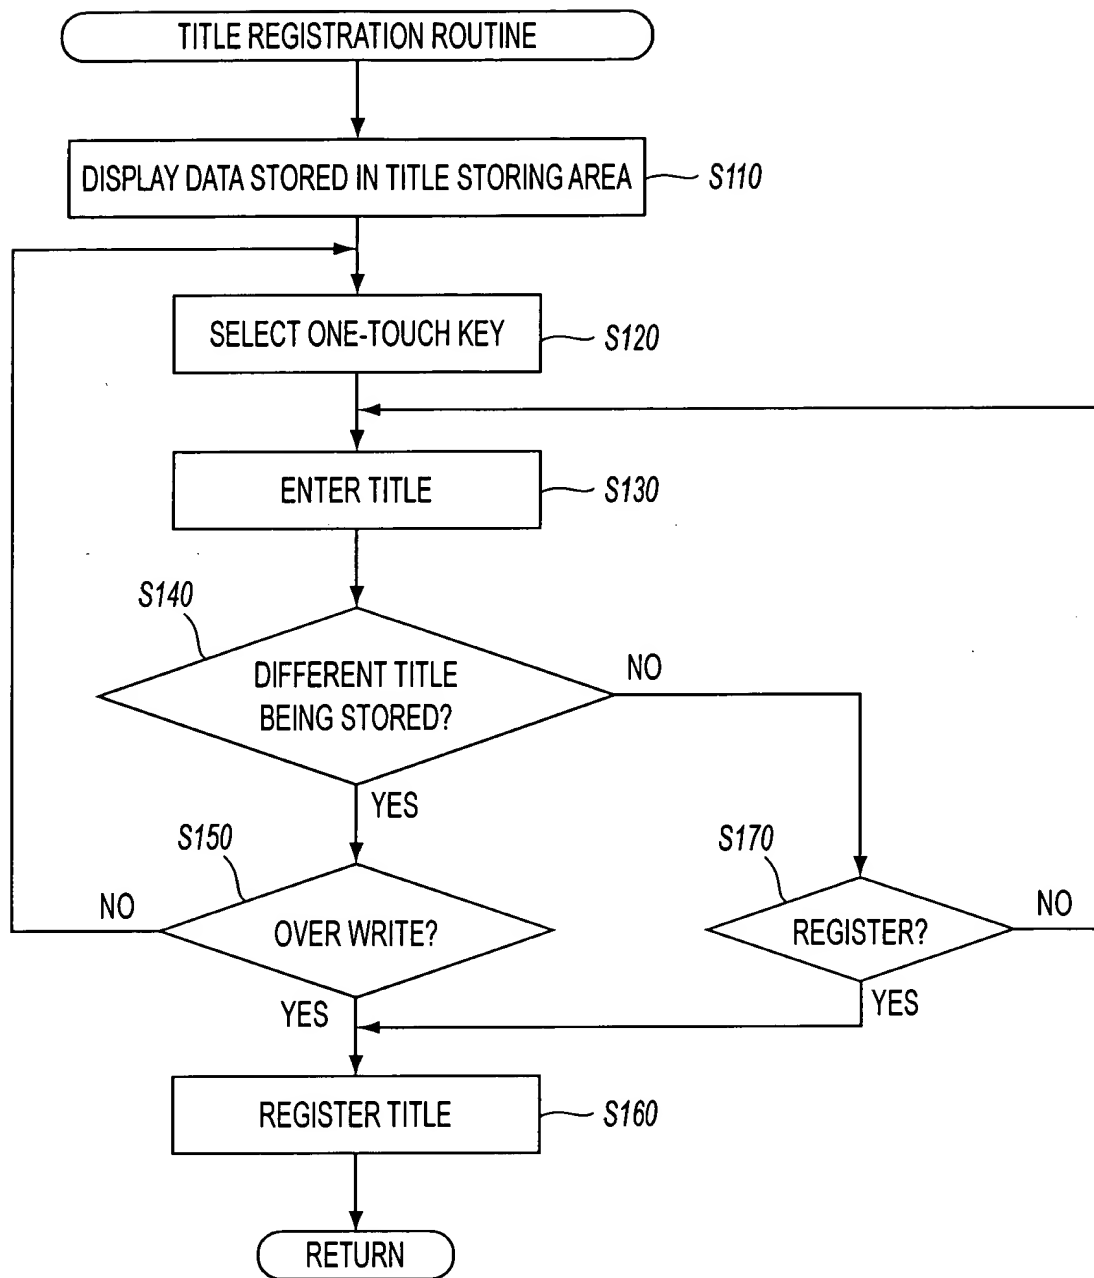 TITLE REGISTRATION ROUTINE
DISPLAY DATA STORED IN TITLE STORING AREA
S110
SELECT ONE-TOUCH KEY
S120
ENTER TITLE
S130
S140
DIFFERENT TITLE
BEING STORED?
NO
YES
S150
S170
NO
OVER WRITE?
REGISTER?
NO
YES
YES
REGISTER TITLE
S160
RETURN